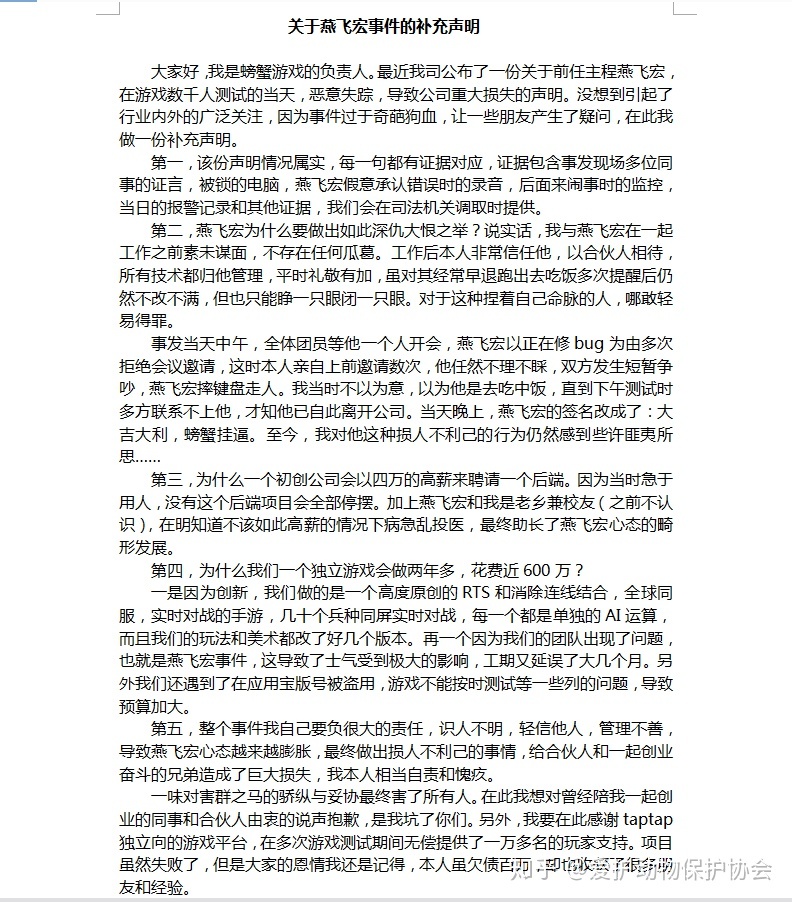 关于燕飞宏事件的补充声明
大家好，我是螃蟹游戏的负责人。最近我司公布了一份关于前任主程燕飞宏，
在游戏数千人测试的当天，恶意失踪，导致公司重大损失的声明。没想到引起了
行业内外的广泛关注，因为事件过于奇葩狗血，让一些朋友产生了疑问，在此我
做一份补充声明。
第一，该份声明情况属实，每一句都有证据对应，证据包含事发现场多位同
事的证言，被锁的电脑，燕飞宏假意承认错误时的录音，后面来闹事时的监控，
当日的报警记录和其他证据，我们会在司法机关调取时提供。
第二，燕飞宏为什么要做出如此深仇大恨之举？说实话，我与燕飞宏在一起
工作之前素未谋面，不存在任何瓜葛。工作后本人非常信任他，以合伙人相待，
所有技术都归他管理，平时礼敬有加，虽对其经常早退跑出去吃饭多次提醒后仍
然不改不满，但也只能睁一只眼闭一只眼。对于这种捏着自己命脉的人，哪敢轻
易得罪。
事发当天中午，全体团员等他一个人开会，燕飞宏以正在修 bug 为由多次
拒绝会议邀请，这时本人亲自上前邀请数次，他任然不理不睬，双方发生短暂争
吵，燕飞宏摔键盘走人。我当时不以为意，以为他是去吃中饭，直到下午测试时
多方联系不上他，才知他已自此离开公司。当天晚上，燕飞宏的签名改成了：大
吉大利，螃蟹挂逼。至今，我对他这种损人不利己的行为仍然感到些许匪夷所
思……
第三，为什么一个初创公司会以四万的高薪来聘请一个后端。因为当时急于
用人，没有这个后端项目会全部停摆。加上燕飞宏和我是老乡兼校友（之前不认
识），在明知道不该如此高薪的情况下病急乱投医，最终助长了燕飞宏心态的畸
形发展。
第四，为什么我们一个独立游戏会做两年多，花费近 600 万？
一是因为创新，我们做的是一个高度原创的 RTS 和消除连线结合，全球同
服，实时对战的手游，几十个兵种同屏实时对战，每一个都是单独的 AI 运算，
而且我们的玩法和美术都改了好几个版本。再一个因为我们的团队出现了问题，
也就是燕飞宏事件，这导致了士气受到极大的影响，工期又延误了大几个月。另
外我们还遇到了在应用宝版号被盗用，游戏不能按时测试等一些列的问题，导致
预算加大。
第五，整个事件我自己要负很大的责任，识人不明，轻信他人，管理不善，
导致燕飞宏心态越来越膨胀，最终做出损人不利己的事情，给合伙人和一起创业
奋斗的兄弟造成了巨大损失，我本人相当自责和愧疚。
一味对害群之马的骄纵与妥协最终害了所有人。在此我想对曾经陪我一起创
业的同事和合伙人由衷的说声抱歉，是我坑了你们。另外，我要在此感谢 taptap
独立向的游戏平台，在多次游戏测试期间无偿提供了一万多名的玩家支持。项目
虽然失败了，但是大家的恩情我还是记得，本人虽欠债百万，却也收获了很多朋
友和经验。
知乎 @爱护动物保护协会